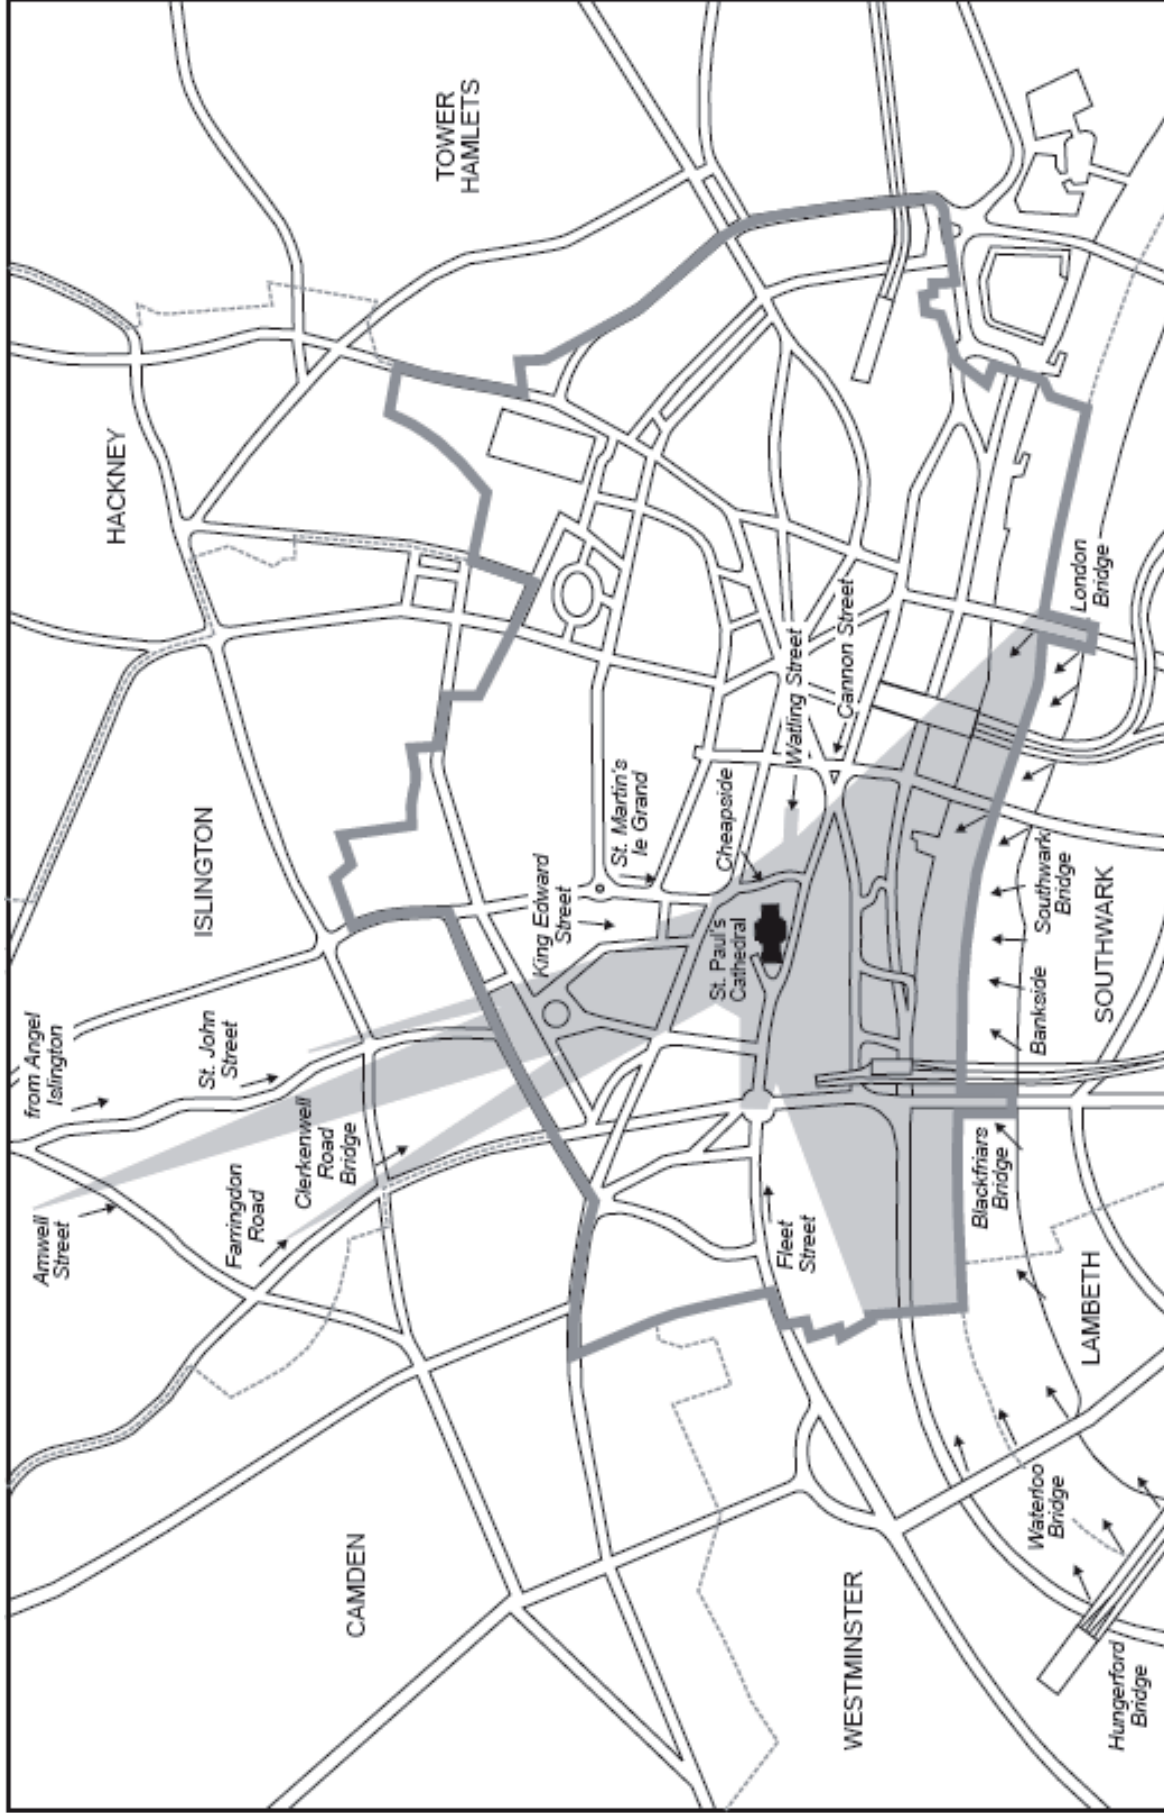 TOWER
HAMLETS
HACKNEY
ISLINGTON
from Angel
Islington
St. John
Street
Amwell
Street
Farringdon
Road
Clerkenwell
Road
Bridge
King Edward
Street
St. Martin's
le Grand
Cheapside
St. Paul's
Cathedral
Watling Street
Cannon Street
London
Bridge
Southwark
Bridge
Bankside
SOUTHWARK
Blackfriars
Bridge
Fleet
Street
LAMBETH
CAMDEN
WESTMINSTER
Waterloo
Bridge
Hungerford
Bridge